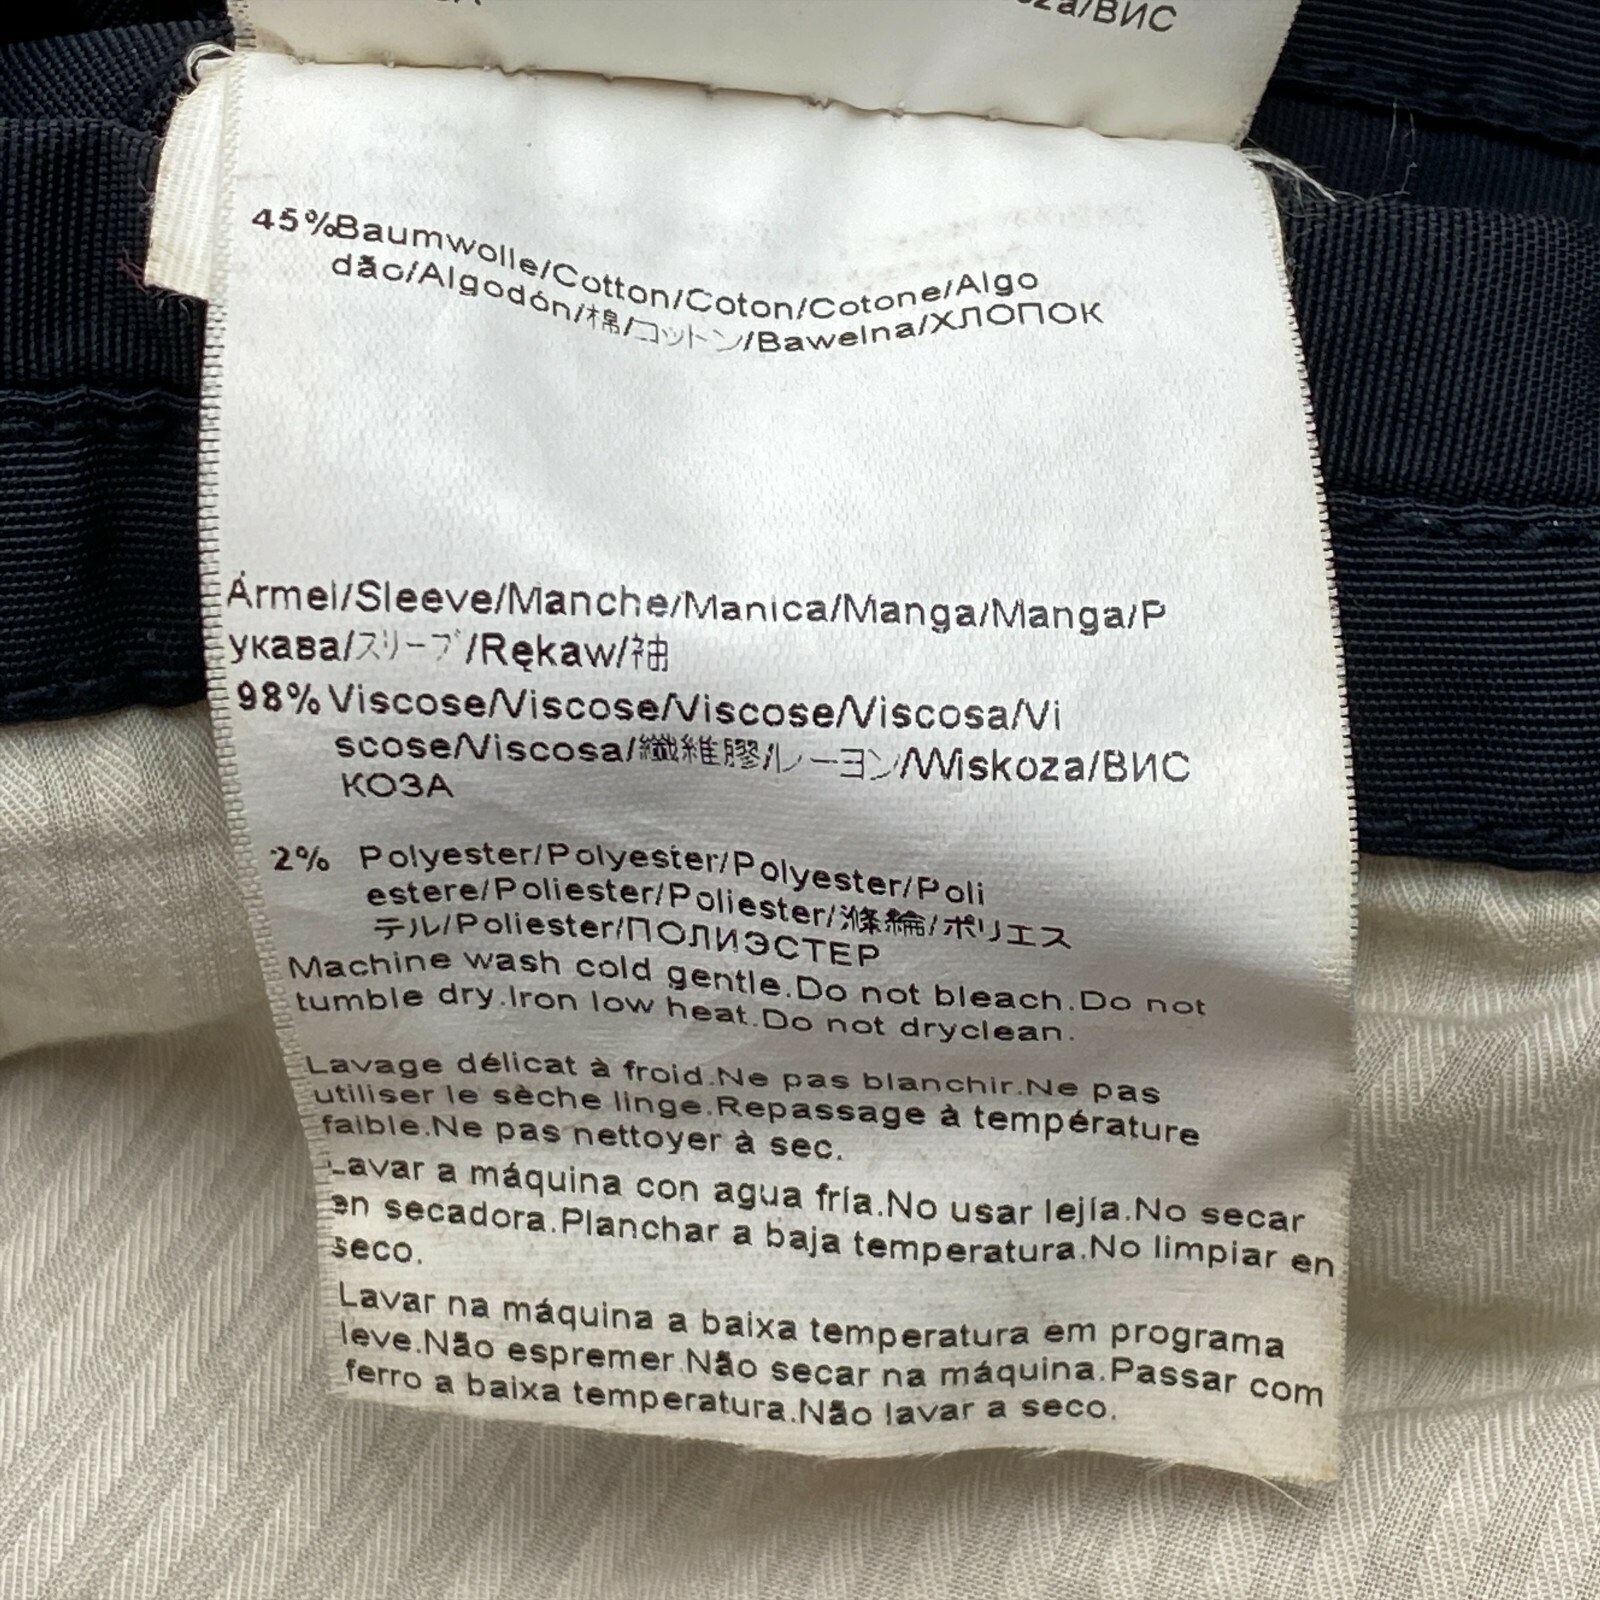 za/ВИС
45%Baumwolle/Cotton/Coton/Cotone/Algo
dão/Algodón/棉/コットン/Bawelna/ХЛОПОК
Ärmel/Sleeve/Manche/Manica/Manga/Manga/Р
укава/スリーブ/Rękaw/袖
98% Viscose/Viscose/Viscose/Viscosa/Vi
scose/Viscosa/纖維膠/レーヨン/Wiskoza/ВИС
КОЗА
2% Polyester/Polyester/Polyester/Poli
estere/Poliester/Poliester/滌綸/ポリエス
テル/Poliester/ПОЛИЭСТЕР
Machine wash cold gentle.Do not bleach.Do not
tumble dry.Iron low heat.Do not dryclean.
Lavage délicat à froid.Ne pas blanchir.Ne pas
utiliser le sèche linge.Repassage à température
faible.Ne pas nettoyer à sec.
Lavar a máquina con agua fría.No usar lejía.No secar
en secadora.Planchar a baja temperatura.No limpiar en
seco.
Lavar na máquina a baixa temperatura em programa
leve.Não espremer.Não secar na máquina.Passar com
ferro a baixa temperatura.Não lavar a seco.